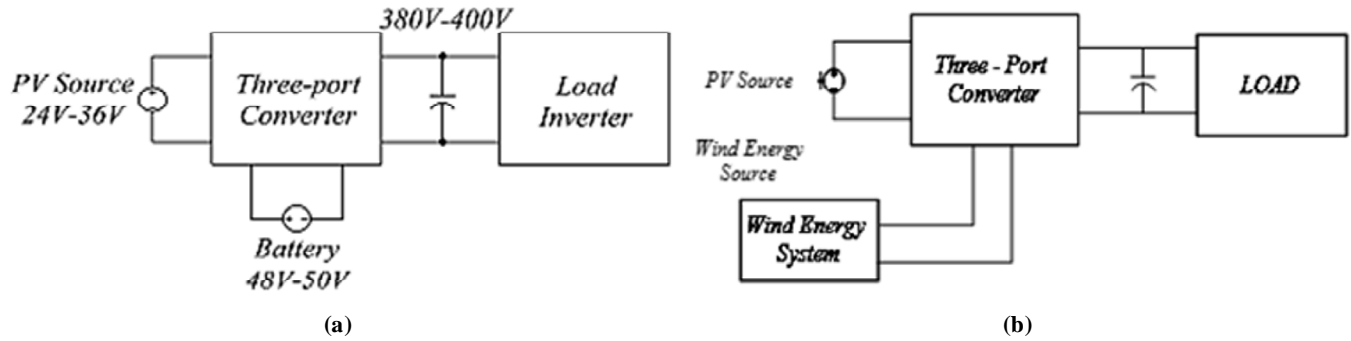 380V-400V
PV Source
24V-36V
Three-port
Converter
Load
Inverter
Battery
48V-50V
(a)
PV Source
Three - Port
Converter
LOAD
Wind Energy
Source
Wind Energy
System
(b)